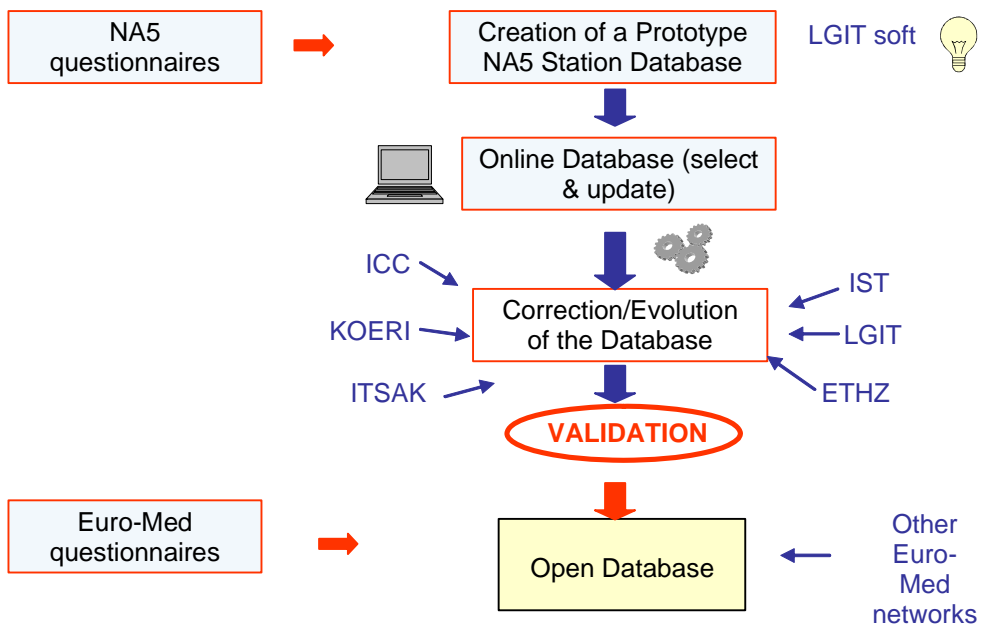 NA5
questionnaires
Creation of a Prototype
NA5 Station Database
LGIT soft
Online Database (select
& update)
ICC
KOERI
ITSAK
Correction/Evolution
of the Database
IST
LGIT
ETHZ
VALIDATION
Euro-Med
questionnaires
Open Database
Other
Euro-
Med
networks